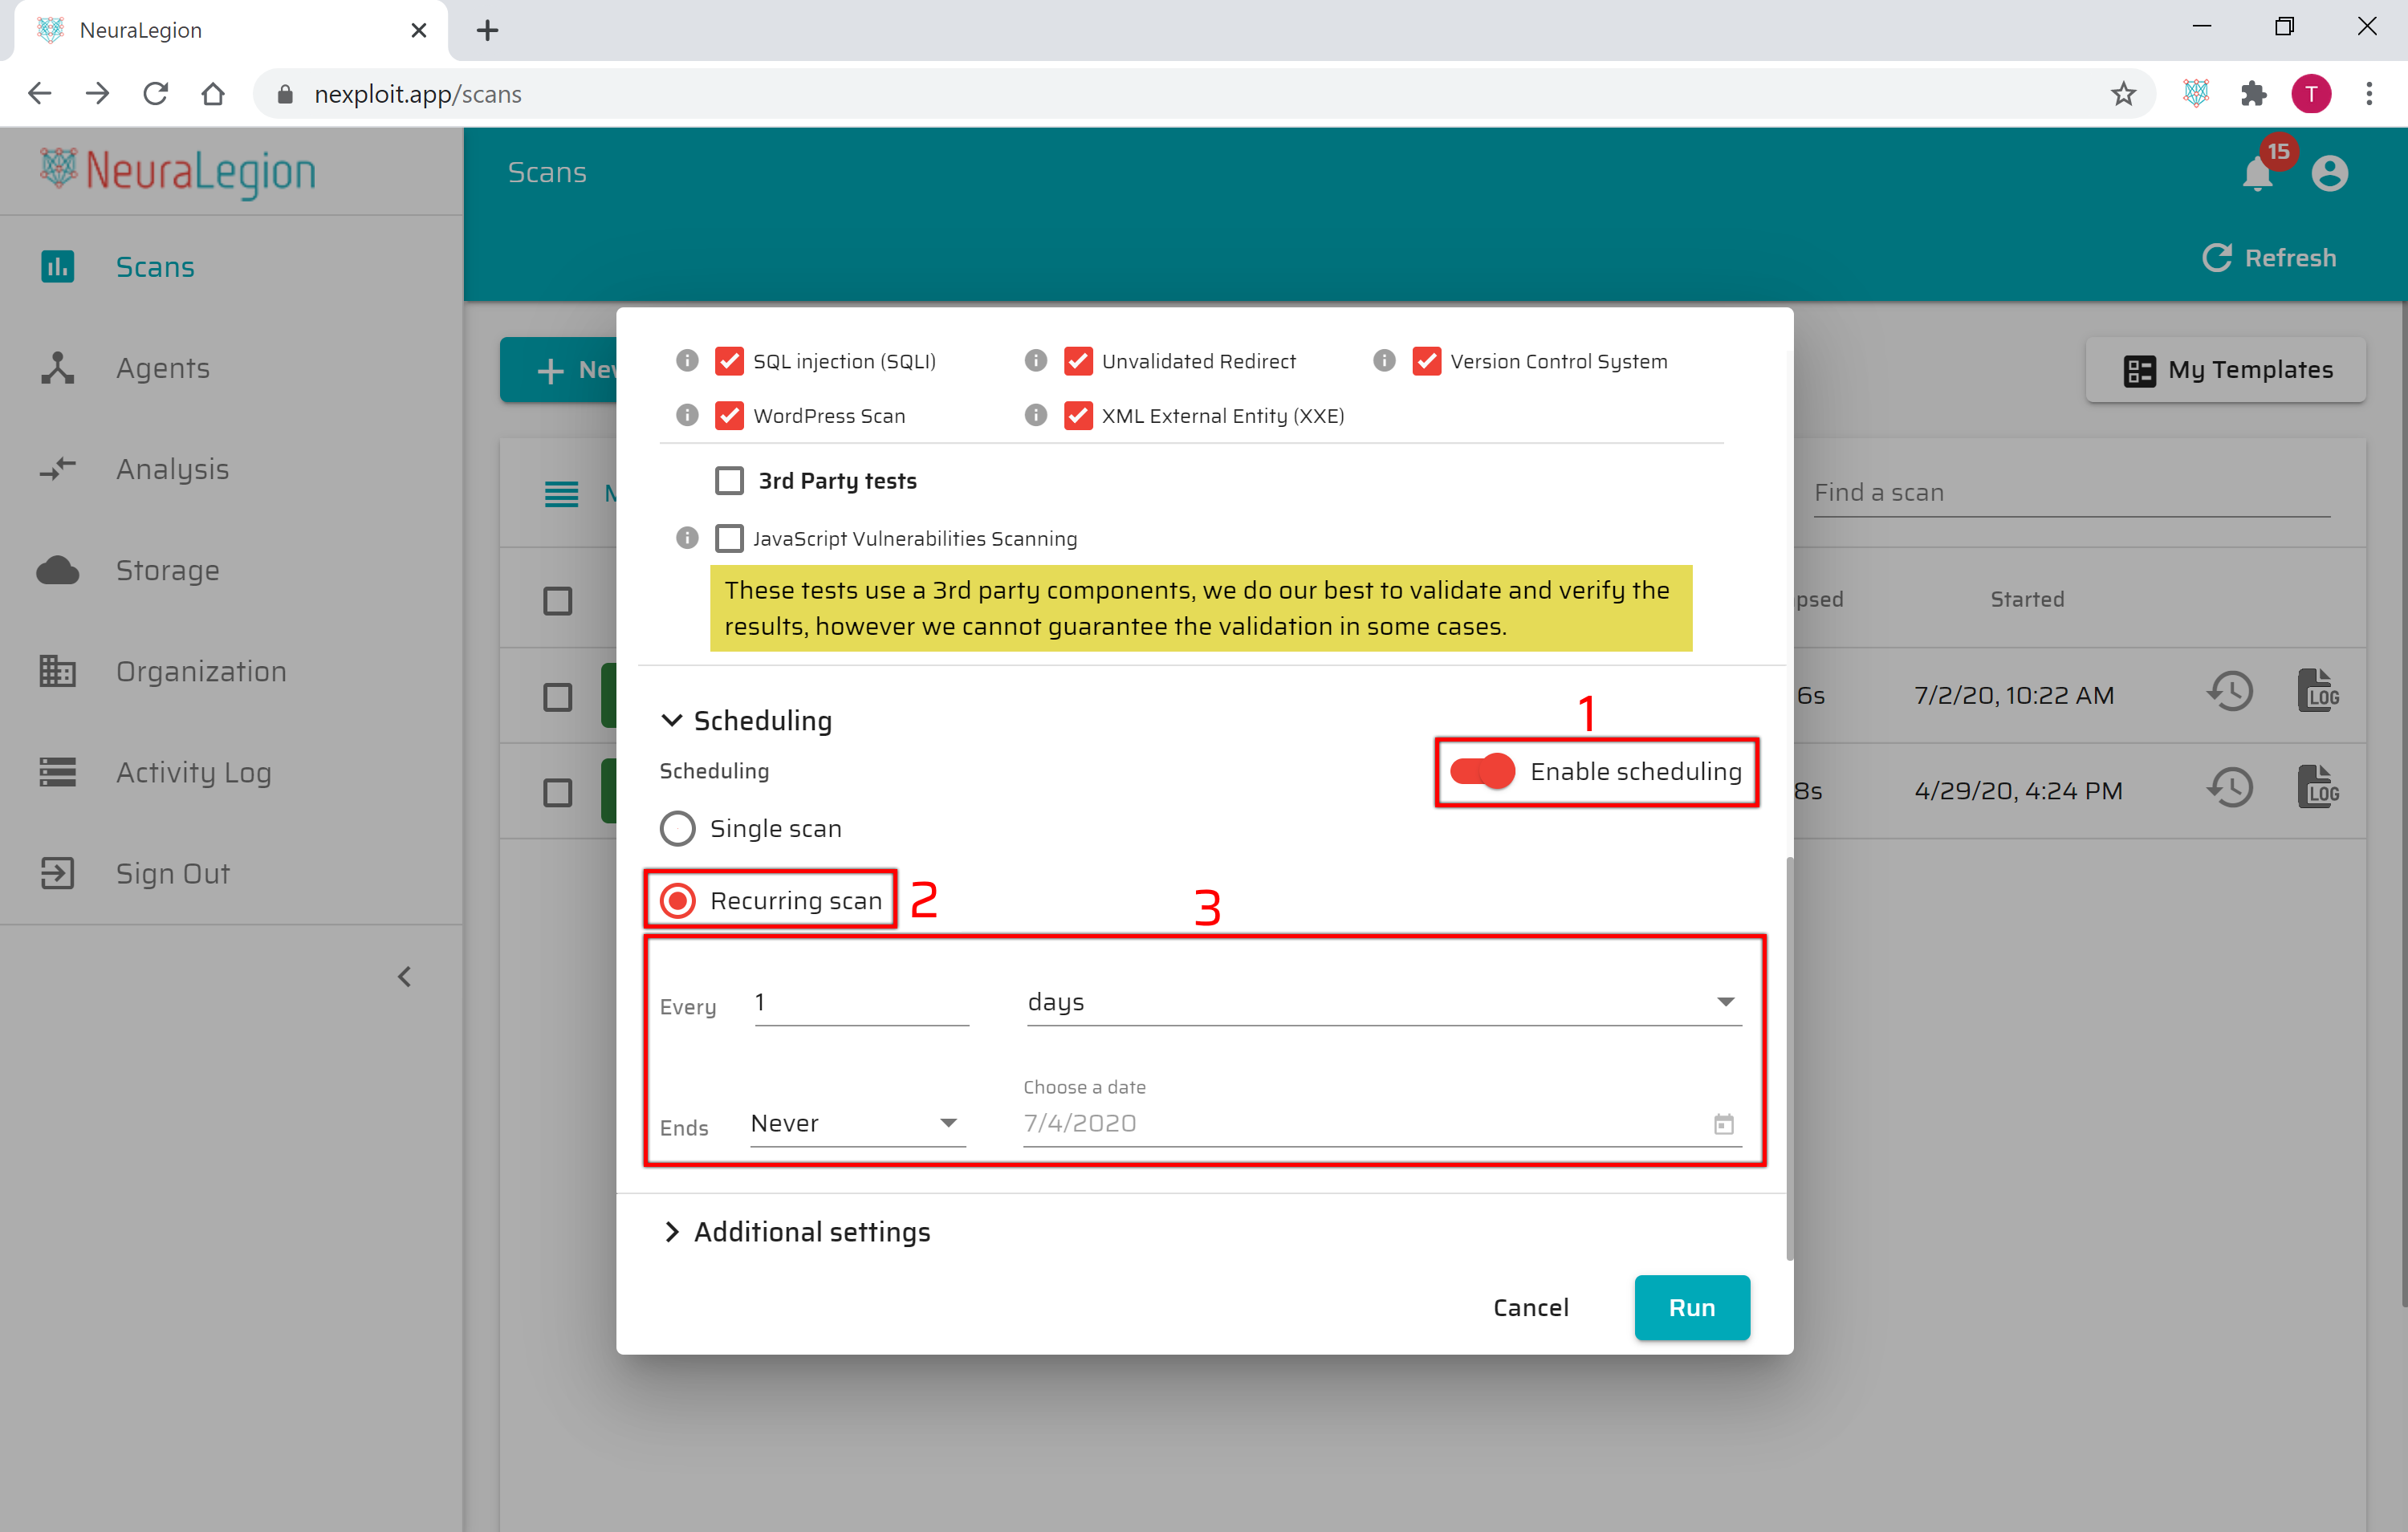 NeuraLegion
nexploit.app/scans
T
NeuraLegion
Scans
15
Refresh
Scans
Agents
Analysis
Storage
Organization
Activity Log
Sign Out
My Templates
Find a scan
psed Started
6s 7/2/20, 10:22 AM LOG
8s 4/29/20, 4:24 PM LOG
SQL injection (SQLI) Unvalidated Redirect Version Control System
WordPress Scan XML External Entity (XXE)
3rd Party tests
JavaScript Vulnerabilities Scanning
These tests use a 3rd party components, we do our best to validate and verify the
results, however we cannot guarantee the validation in some cases.
Scheduling
1
Scheduling
Enable scheduling
Single scan
Recurring scan 2
3
Every 1 days
Choose a date
Ends Never 7/4/2020
Additional settings
Cancel Run